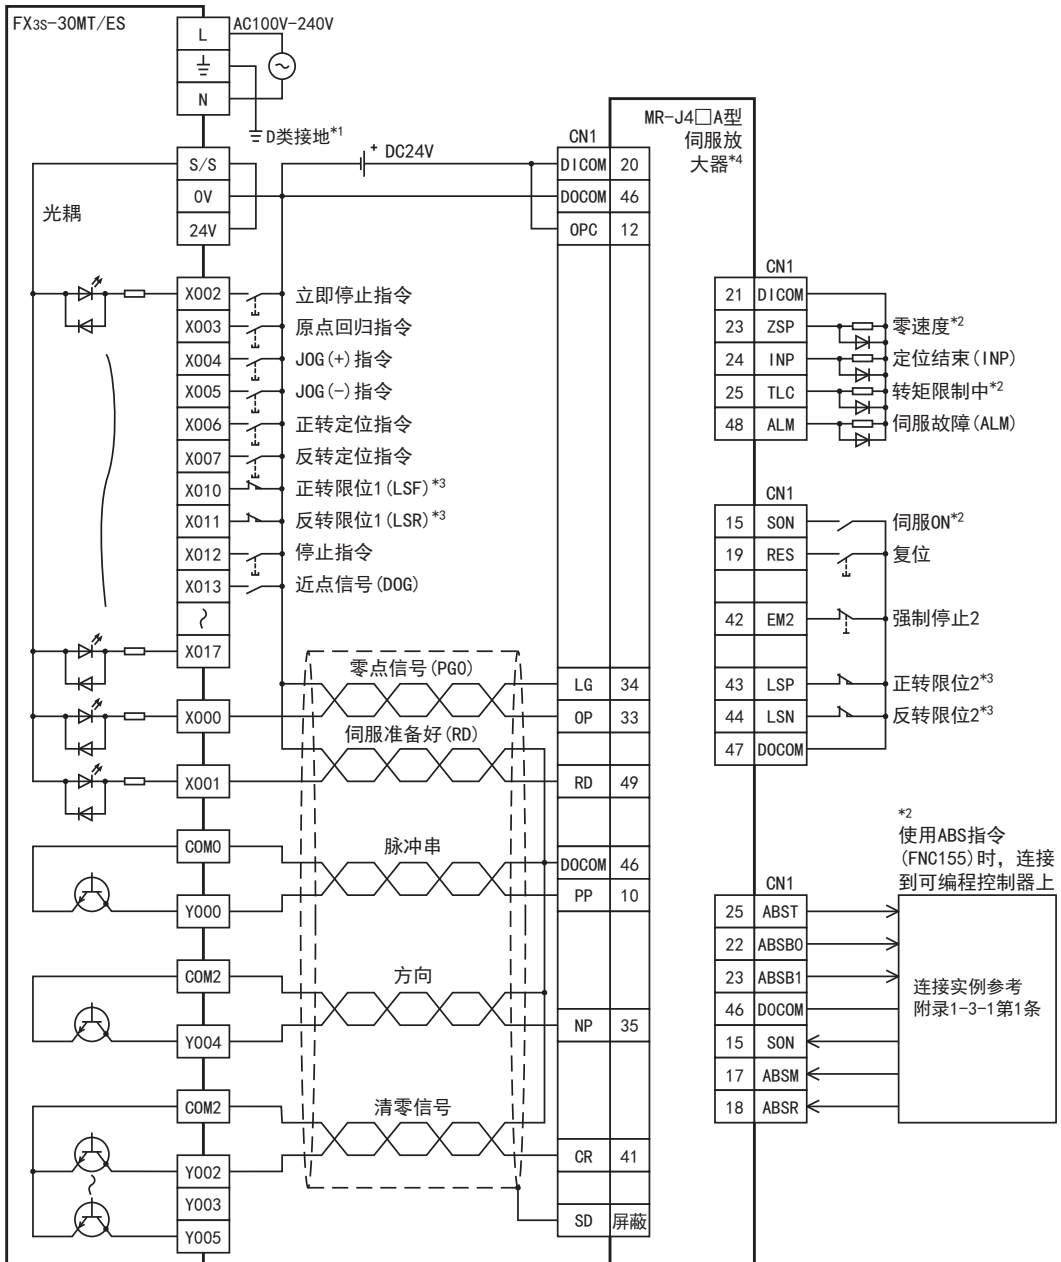 FX3S-30MT/ES
L
AC100V-240V
N
D类接地*1
S/S
0V
24V
光耦
+ DC24V
CN1
MR-J4□A型
伺服放
大器*4
DICOM 20
DOCOM 46
OPC 12
X002 立即停止指令
X003 原点回归指令
X004 JOG(+)指令
X005 JOG(-)指令
X006 正转定位指令
X007 反转定位指令
X010 正转限位1(LSF)*3
X011 反转限位1(LSR)*3
X012 停止指令
X013 近点信号(DOG)
X017
零点信号(PG0)
LG 34
X000
OP 33
伺服准备好(RD)
X001
RD 49
COM0
脉冲串
DOCOM 46
Y000
PP 10
COM2
方向
Y004
NP 35
COM2
清零信号
Y002
CR 41
Y003
Y005
SD 屏蔽
CN1
21 DICOM
23 ZSP 零速度*2
24 INP 定位结束(INP)
25 TLC 转矩限制中*2
48 ALM 伺服故障(ALM)
CN1
15 SON 伺服ON*2
19 RES 复位
42 EM2 强制停止2
43 LSP 正转限位2*3
44 LSN 反转限位2*3
47 DOCOM
*2
使用ABS指令
(FNC155)时，连接
到可编程控制器上
CN1
25 ABST
22 ABSB0
23 ABSB1
46 DOCOM
15 SON
17 ABSM
18 ABSR
连接实例参考
附录1-3-1第1条